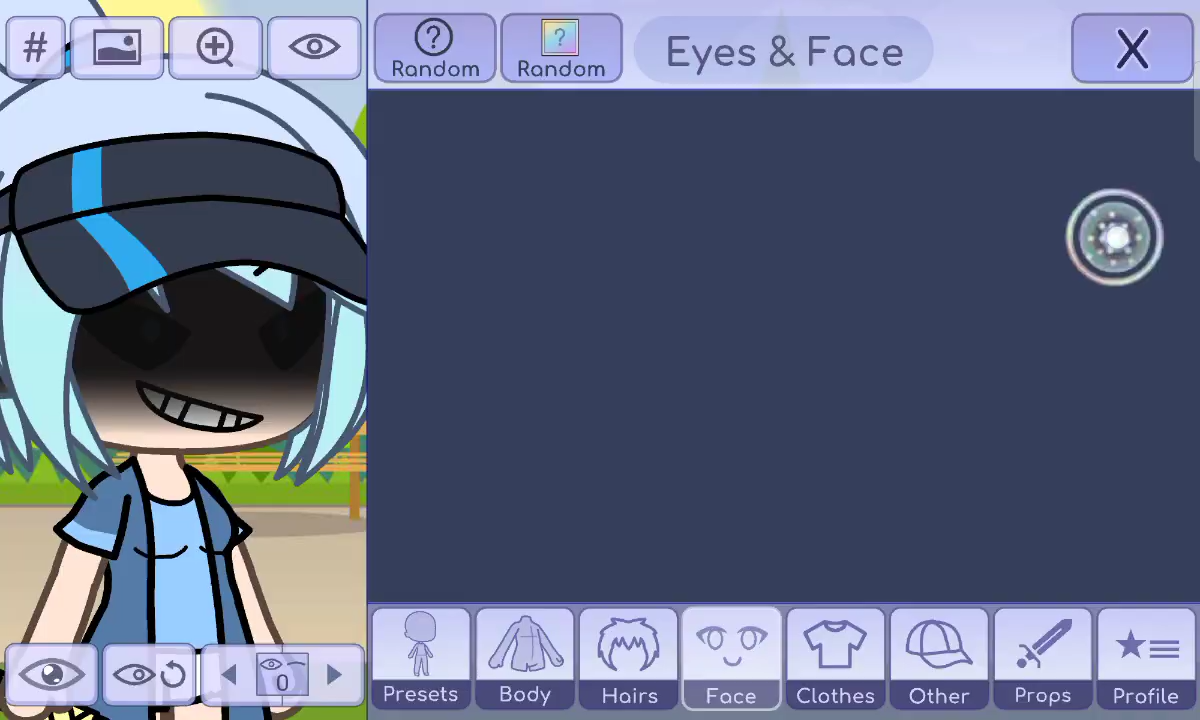 #
? Random
? Random
Eyes & Face
X
0
Presets
Body
Hairs
Face
Clothes
Other
Props
Profile